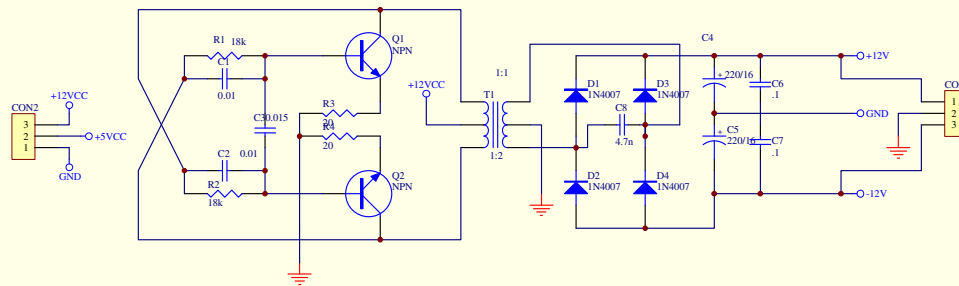 CON2
3
2
1
+12VCC
+5VCC
GND
R1 18k
C1
0.01
C3 0.015
C2 0.01
R2
18k
Q1
NPN
R3
20
R4
20
Q2
NPN
+12VCC
T1
1:1
1:2
D1
1N4007
D3
1N4007
C8
4.7n
D2
1N4007
D4
1N4007
C4
+ 220/16
C6
.1
C5
+ 220/16
C7
.1
+12V
GND
-12V
CO
1
2
3